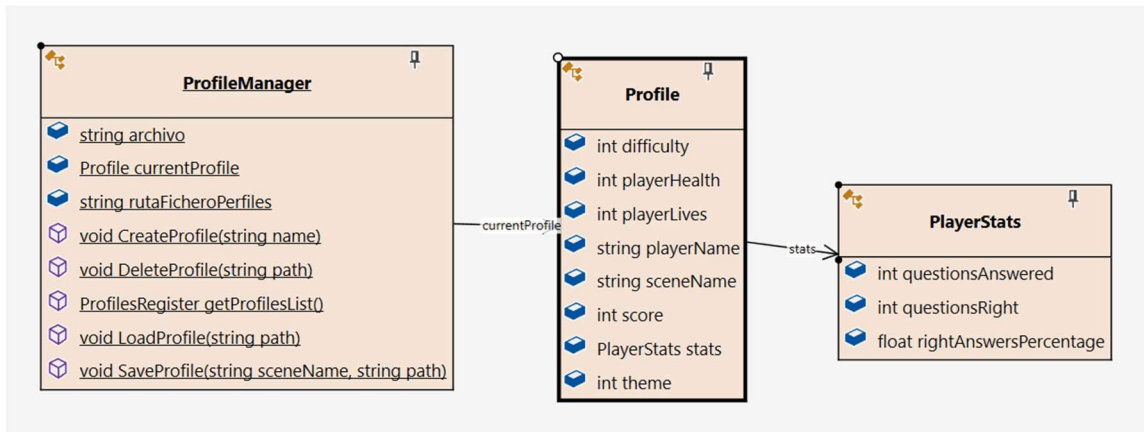 ProfileManager
string archivo
Profile currentProfile
string rutaFicheroPerfiles
void CreateProfile(string name)
void DeleteProfile(string path)
ProfilesRegister getProfilesList()
void LoadProfile(string path)
void SaveProfile(string sceneName, string path)
currentProfile
Profile
int difficulty
int playerHealth
int playerLives
string playerName
string sceneName
int score
PlayerStats stats
int theme
stats
PlayerStats
int questionsAnswered
int questionsRight
float rightAnswersPercentage